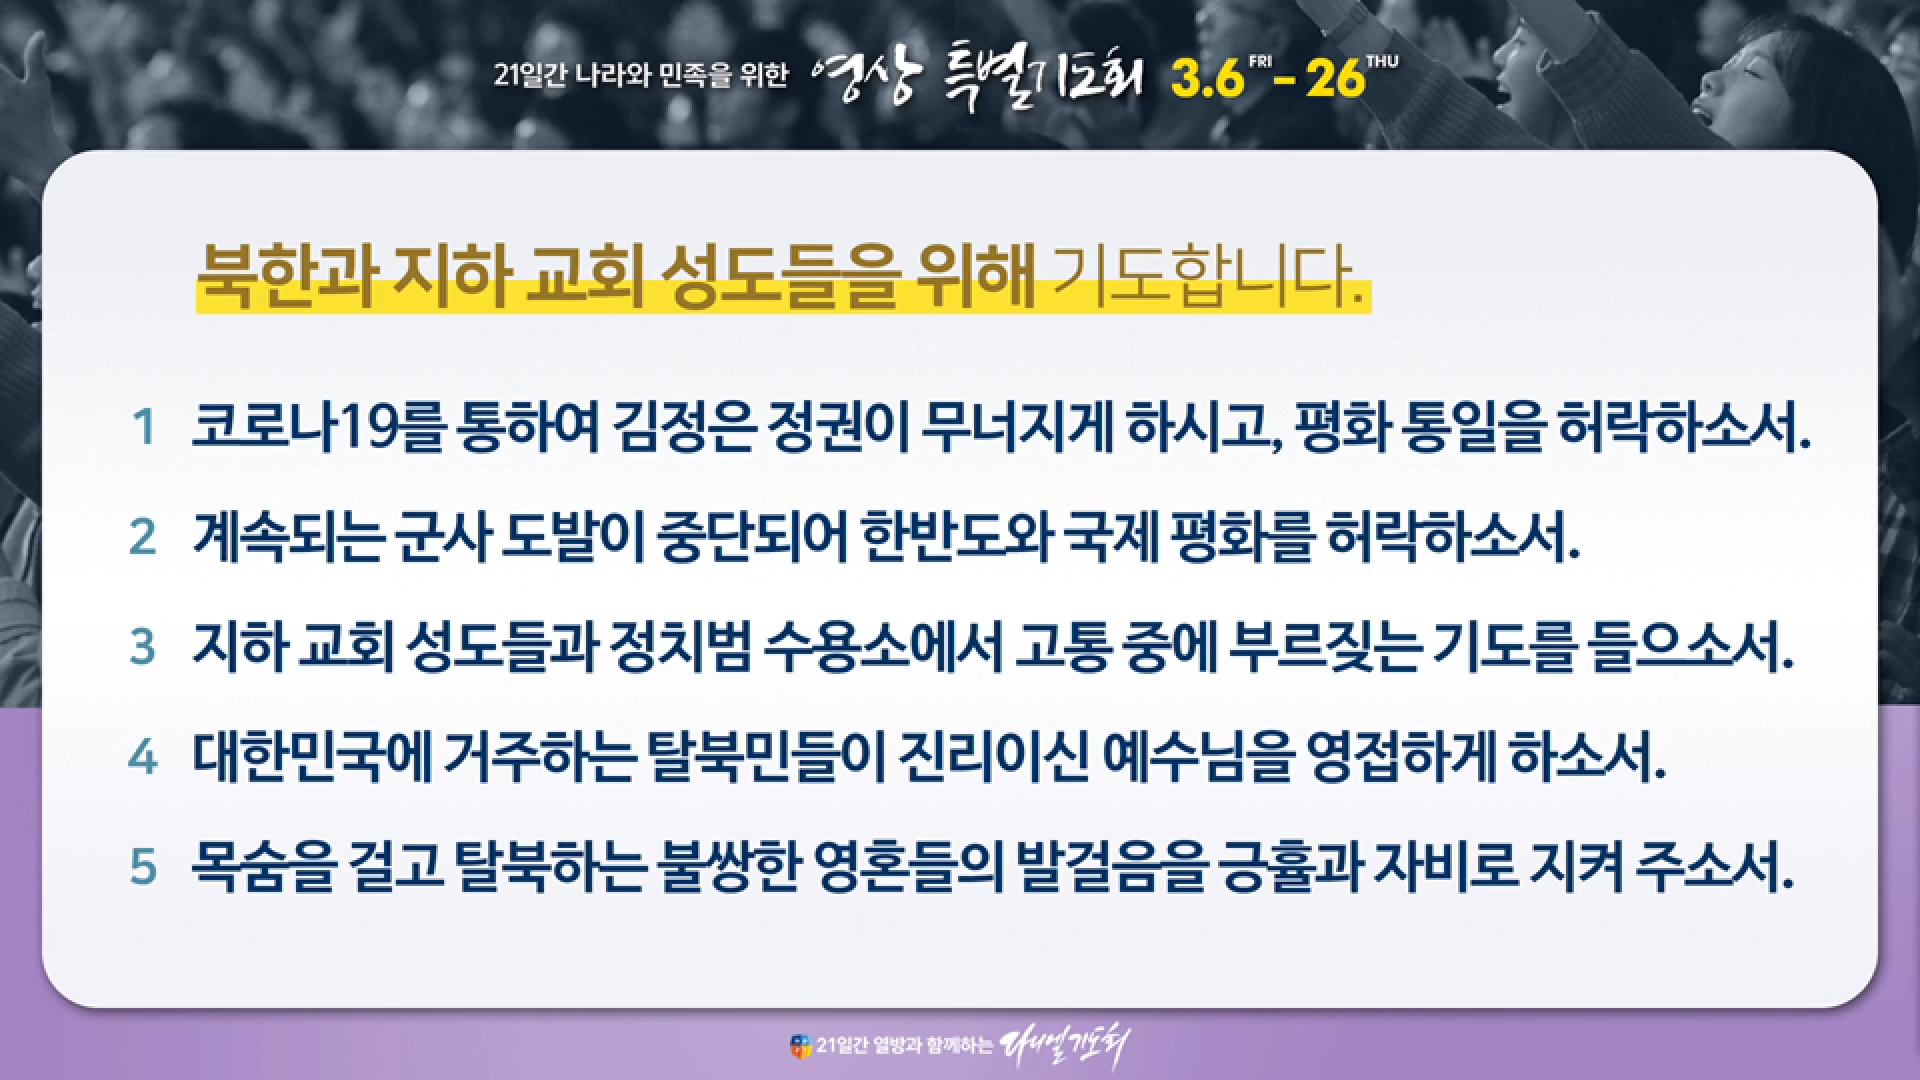 21일간 나라와 민족을 위한 영상 특별기도회 3.6 FRI - 26 THU
북한과 지하 교회 성도들을 위해 기도합니다.
1 코로나19를 통하여 김정은 정권이 무너지게 하시고, 평화 통일을 허락하소서.
2 계속되는 군사 도발이 중단되어 한반도와 국제 평화를 허락하소서.
3 지하 교회 성도들과 정치범 수용소에서 고통 중에 부르짖는 기도를 들으소서.
4 대한민국에 거주하는 탈북민들이 진리이신 예수님을 영접하게 하소서.
5 목숨을 걸고 탈북하는 불쌍한 영혼들의 발걸음을 긍휼과 자비로 지켜 주소서.
21일간 열방과 함께하는 다니엘기도회